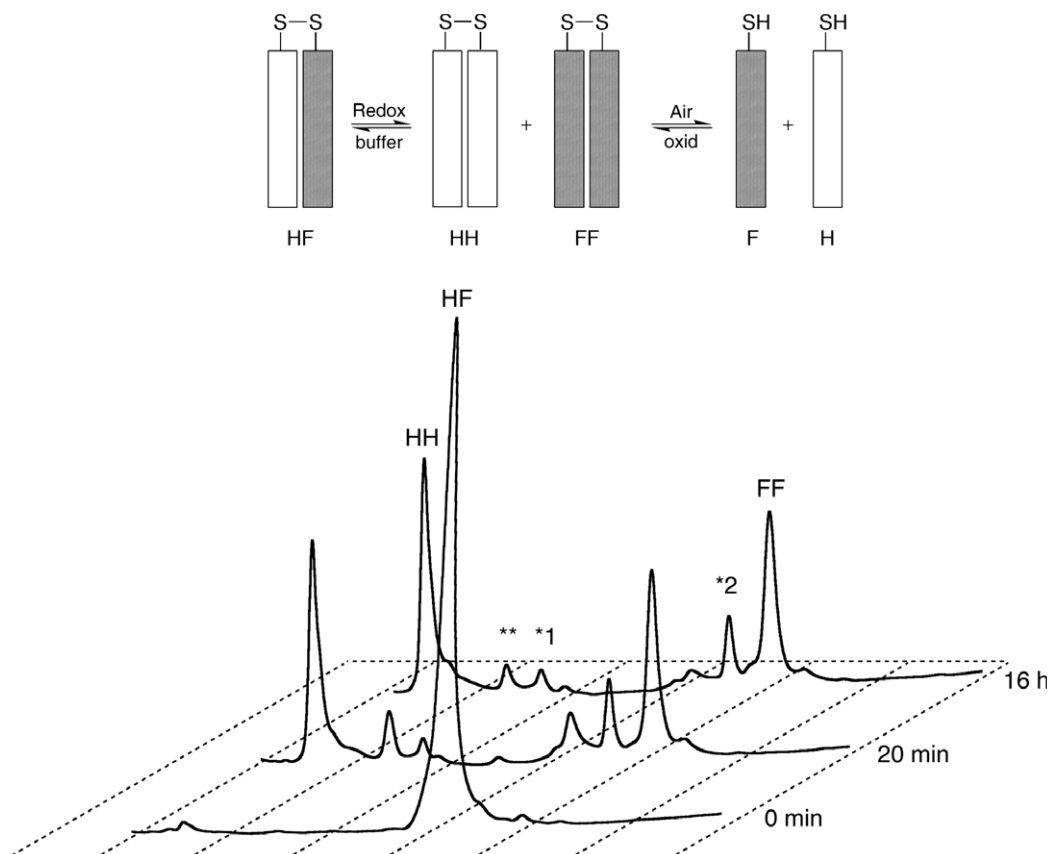 S–S S–S S–S SH SH
Redox
buffer
+
Air
oxid
+
HF HH FF F H
HF
HH
FF
*2
** *1
16 h
20 min
0 min